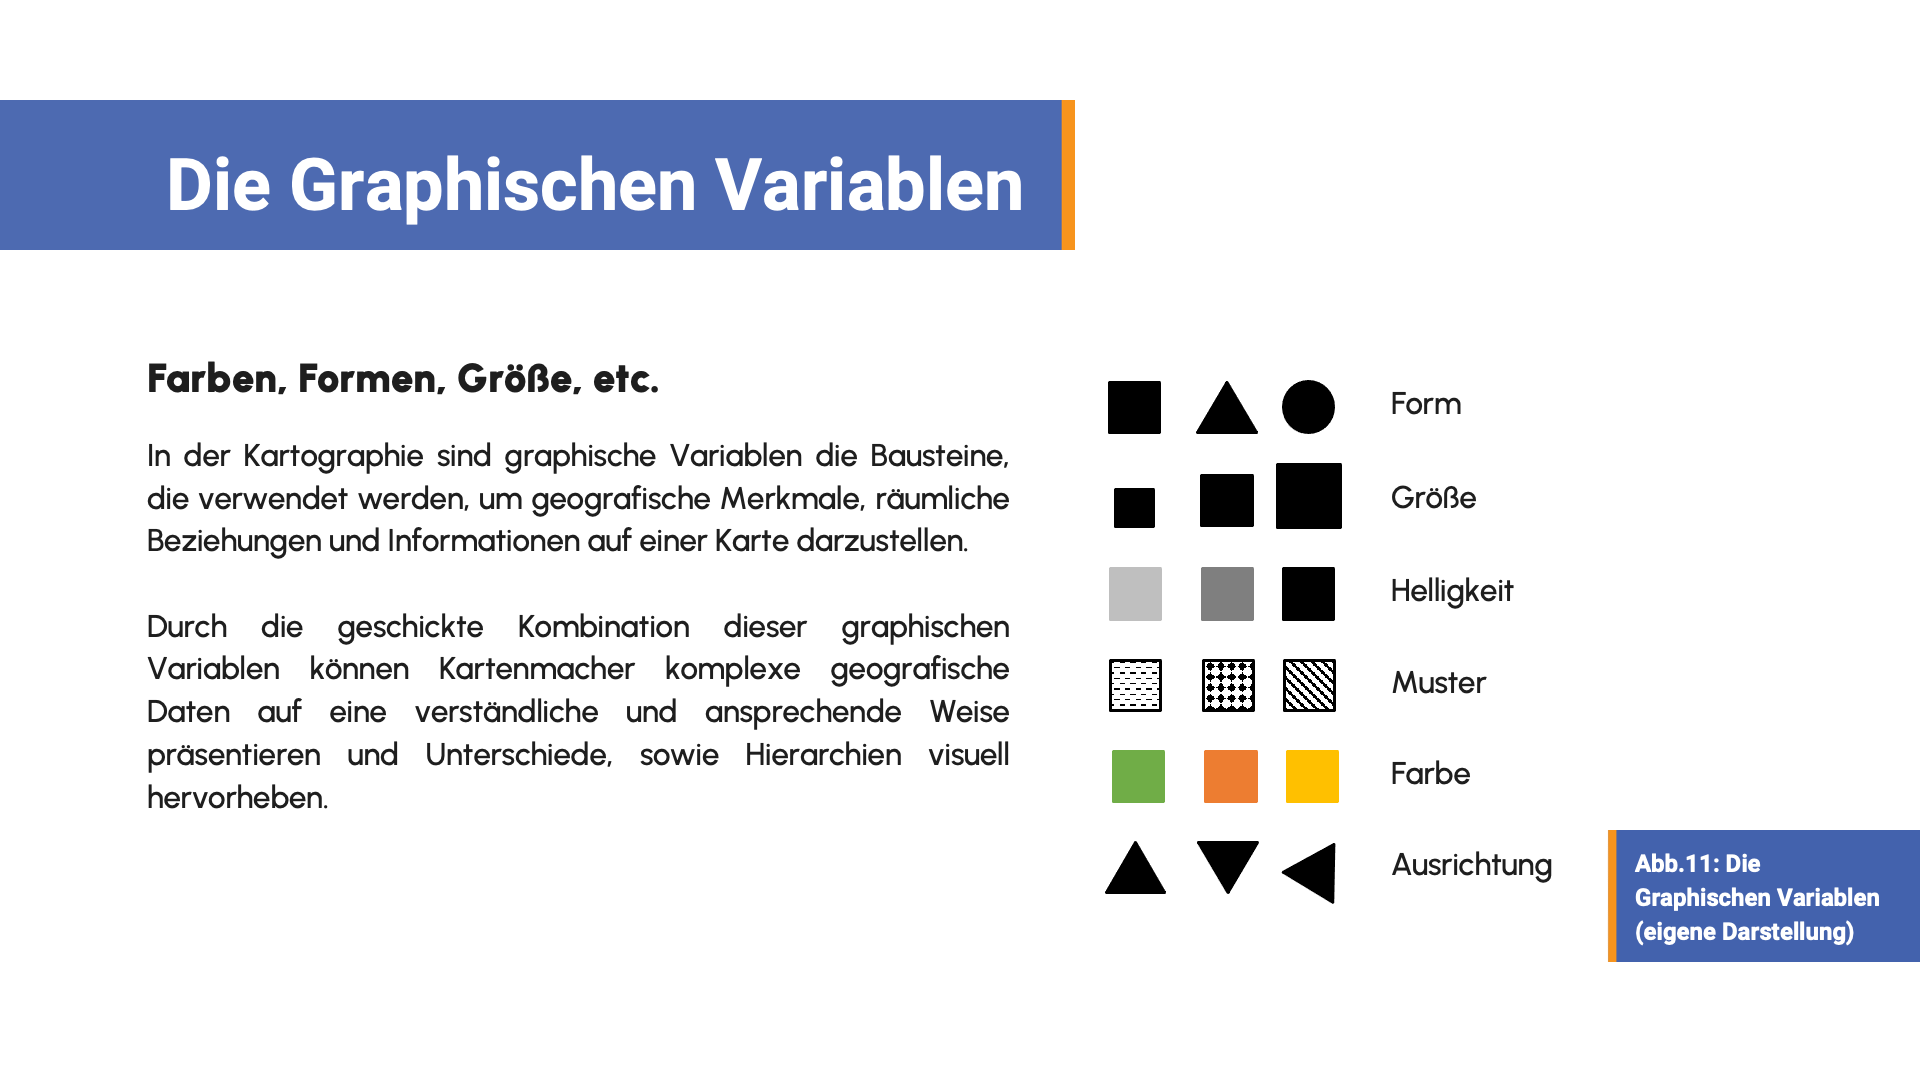 Die Graphischen Variablen
Farben, Formen, Größe, etc.
In der Kartographie sind graphische Variablen die Bausteine,
die verwendet werden, um geografische Merkmale, räumliche
Beziehungen und Informationen auf einer Karte darzustellen.
Durch die geschickte Kombination dieser graphischen
Variablen können Kartenmacher komplexe geografische
Daten auf eine verständliche und ansprechende Weise
präsentieren und Unterschiede, sowie Hierarchien visuell
hervorheben.
Form
Größe
Helligkeit
Muster
Farbe
Ausrichtung
Abb.11: Die
Graphischen Variablen
(eigene Darstellung)